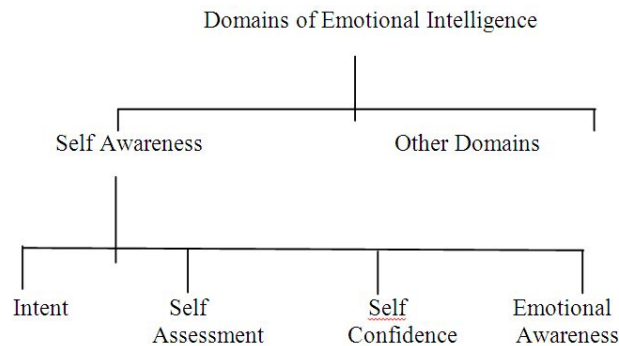 Domains of Emotional Intelligence
Self Awareness
Other Domains
Intent
Self
Assessment
Self
Confidence
Emotional
Awareness